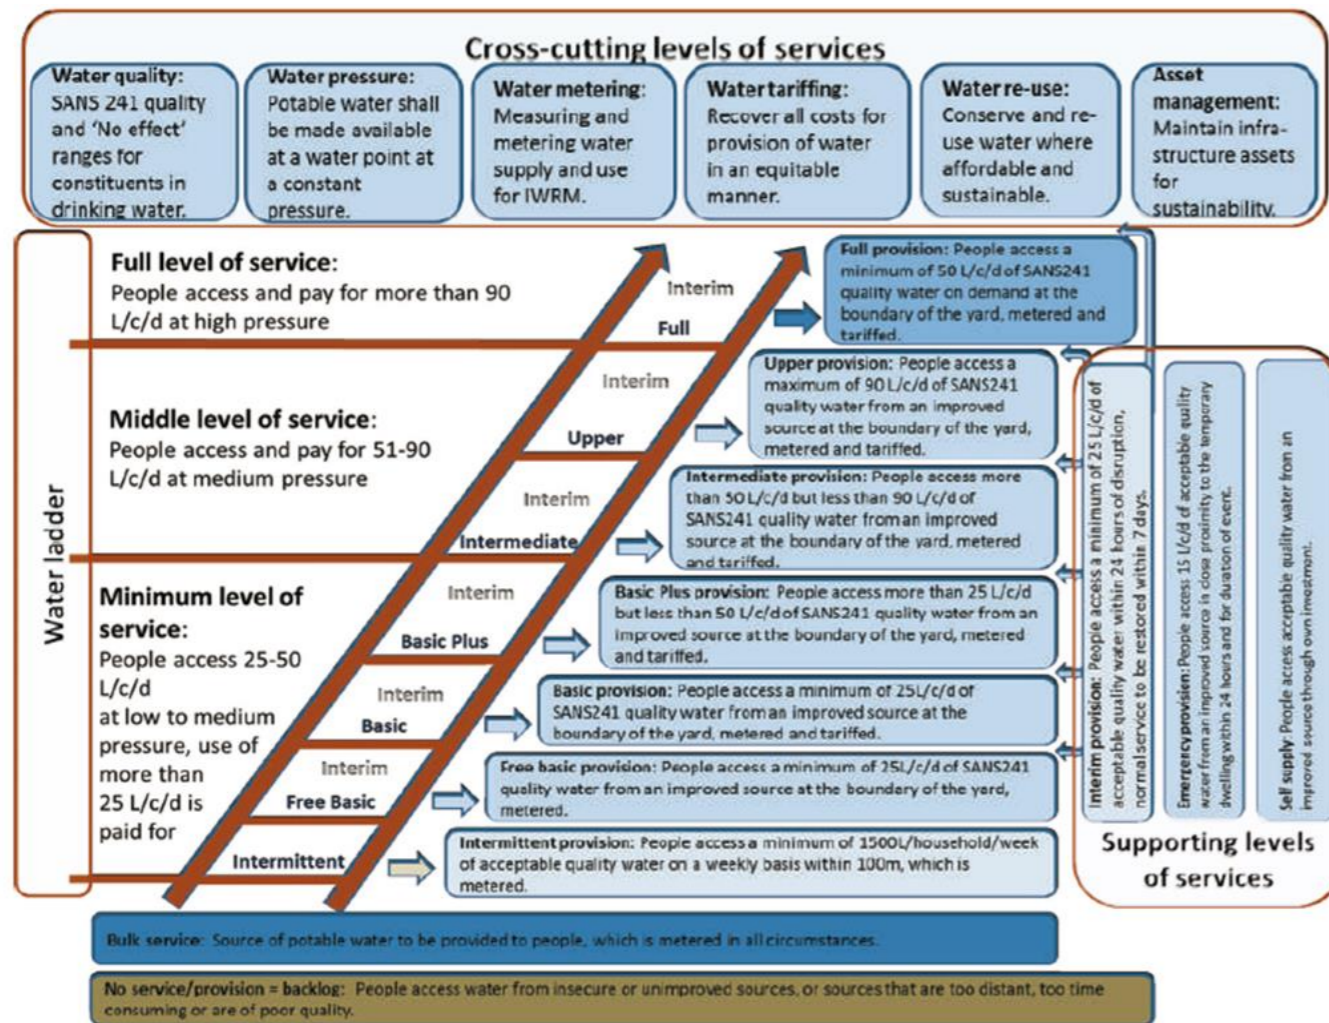 Cross-cutting levels of services
Water quality:
SANS 241 quality
and ‘No effect’
ranges for
constituents in
drinking water.
Water pressure:
Potable water shall
be made available
at a water point at
a constant
pressure.
Water metering:
Measuring and
metering water
supply and use
for IWRM.
Water tariffing:
Recover all costs for
provision of water
in an equitable
manner.
Water re-use:
Conserve and re-
use water where
affordable and
sustainable.
Asset
management:
Maintain infra-
structure assets
for
sustainability.
Water ladder
Full level of service:
People access and pay for more than 90
L/c/d at high pressure
Middle level of service:
People access and pay for 51-90
L/c/d at medium pressure
Minimum level of
service:
People access 25-50
L/c/d
at low to medium
pressure, use of
more than
25 L/c/d is
paid for
Interim
Full
Interim
Upper
Interim
Intermediate
Interim
Basic Plus
Interim
Basic
Interim
Free Basic
Intermittent
Full provision: People access a
minimum of 50 L/c/d of SANS241
quality water on demand at the
boundary of the yard, metered and
tariffed.
Upper provision: People access a
maximum of 90 L/c/d of SANS241
quality water from an improved
source at the boundary of the yard,
metered and tariffed.
Intermediate provision: People access more
than 50 L/c/d but less than 90 L/c/d of
SANS241 quality water from an improved
source at the boundary of the yard, metered
and tariffed.
Basic Plus provision: People access more than 25 L/c/d
but less than 50 L/c/d of SANS241 quality water from an
improved source at the boundary of the yard, metered
and tariffed.
Basic provision: People access a minimum of 25L/c/d of
SANS241 quality water from an improved source at the
boundary of the yard, metered and tariffed.
Free basic provision: People access a minimum of 25L/c/d of SANS241
quality water from an improved source at the boundary of the yard,
metered.
Intermittent provision: People access a minimum of 1500L/household/week
of acceptable quality water on a weekly basis within 100m, which is
metered.
Interim provision: People access a minimum of 25 L/c/d of
acceptable quality water within 24 hours of disruption,
normal service to be restored within 7 days.
Emergency provision: People access 15 L/c/d of acceptable quality
water from an improved source in close proximity to the temporary
dwelling within 24 hours and for duration of event.
Self supply: People access acceptable quality water from an
improved source through own investment.
Supporting levels
of services
Bulk service: Source of potable water to be provided to people, which is metered in all circumstances.
No service/provision = backlog: People access water from insecure or unimproved sources, or sources that are too distant, too time
consuming or are of poor quality.